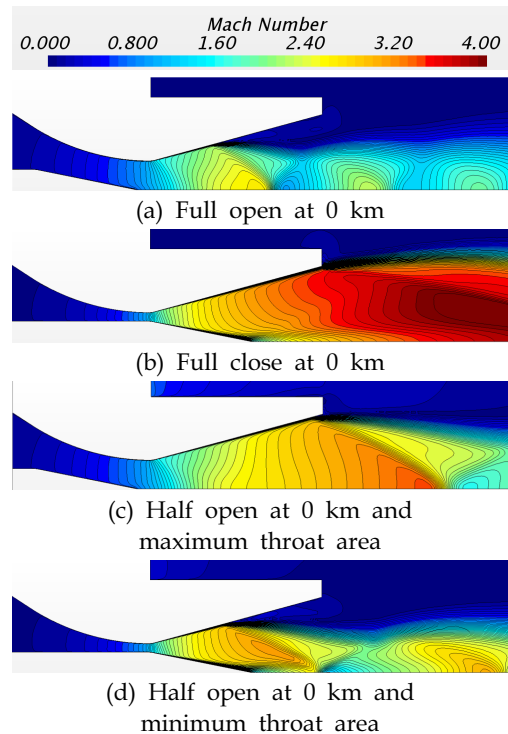 Mach Number
0.000 0.800 1.60 2.40 3.20 4.00
(a) Full open at 0 km
(b) Full close at 0 km
(c) Half open at 0 km and
maximum throat area
(d) Half open at 0 km and
minimum throat area